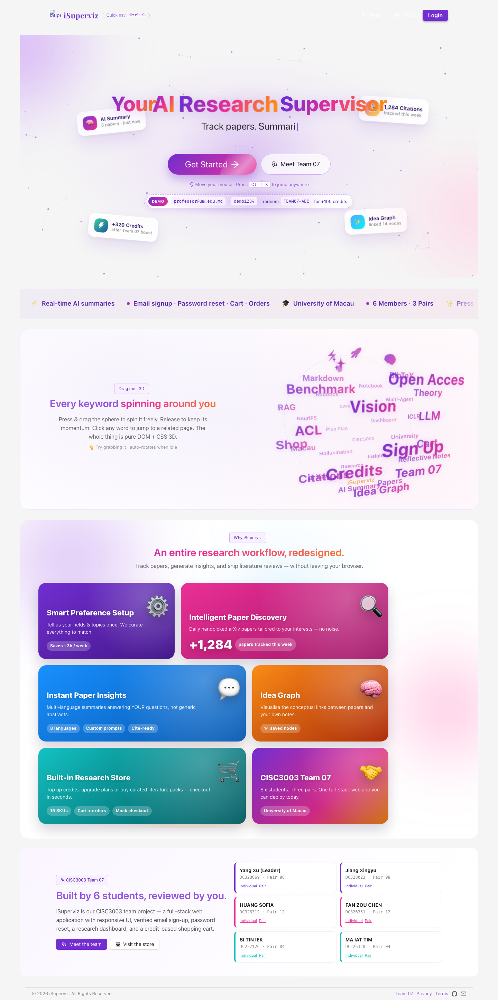 iSuperviz
Quick nav Ctrl K
Team
Shop
Login
Your AI Research Supervisor
Track papers. Summari|
AI Summary
3 papers · just now
1,284 Citations
tracked this week
Get Started
Meet Team 07
Move your mouse · Press Ctrl K to jump anywhere
DEMO professor@um.edu.mo · demo1234 · redeem TEAM07-ABC for +100 credits
+320 Credits
after Team 07 boost
Idea Graph
linked 14 nodes
Real-time AI summaries
Email signup · Password reset · Cart · Orders
University of Macau
6 Members · 3 Pairs
Press
Drag me · 3D
Every keyword spinning around you
Press & drag the sphere to spin it freely. Release to keep its
momentum. Click any word to jump to a related page. The
whole thing is pure DOM + CSS 3D.
Try grabbing it · auto-rotates when idle
Markdown
BibTeX
Open Acces
Benchmark
Notebook
Theory
Robotics
Multi-Agent
RAG
CVPR
Vision
NeurIPS
Dashboard
ICLR
LLM
ACL
Plus Plan
CISC3003
University
Shop
Macau
Cart
Sign Up
Hallucination
Insight
Reflective Notes
Research
Credits
Team 07
Citations
arXiv
iSuperviz
Papers
AI Summary
Idea Graph
Why iSuperviz
An entire research workflow, redesigned.
Track papers, generate insights, and ship literature reviews — without leaving your browser.
Smart Preference Setup
Tell us your fields & topics once. We curate
everything to match.
Saves ~3h / week
Intelligent Paper Discovery
Daily handpicked arXiv papers tailored to your interests — no noise.
+1,284 papers tracked this week
Instant Paper Insights
Multi-language summaries answering YOUR questions, not generic
abstracts.
8 languages
Custom prompts
Cite-ready
Idea Graph
Visualise the conceptual links between papers and
your own notes.
14 saved nodes
Built-in Research Store
Top up credits, upgrade plans or buy curated literature packs — checkout
in seconds.
15 SKUs
Cart + orders
Mock checkout
CISC3003 Team 07
Six students. Three pairs. One full-stack web app you
can deploy today.
University of Macau
CISC3003 Team 07
Built by 6 students, reviewed by you.
iSuperviz is our CISC3003 team project — a full-stack web
application with responsive UI, verified email sign-up, password
reset, a research dashboard, and a credit-based shopping cart.
Meet the team
Visit the store
Yang Xu (Leader)
DC328669 · Pair 08
Individual Pair
Jiang Xingyu
DC328023 · Pair 08
Individual Pair
HUANG SOFIA
DC326312 · Pair 12
Individual Pair
FAN ZOU CHEN
DC326351 · Pair 12
Individual Pair
SI TIN IEK
DC227126 · Pair 04
Individual Pair
MA IAT TIM
DC226328 · Pair 04
Individual Pair
© 2026 iSuperviz. All Rights Reserved.
Team 07 Privacy Terms